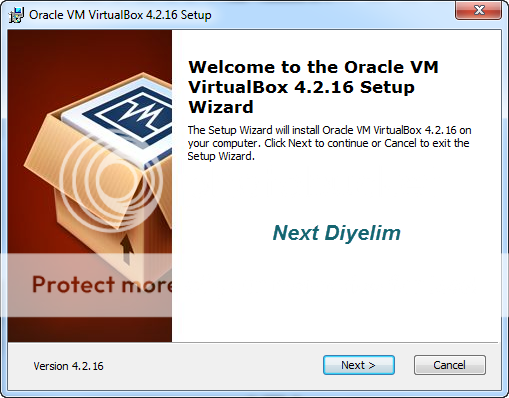 Oracle VM VirtualBox 4.2.16 Setup
Welcome to the Oracle VM
VirtualBox 4.2.16 Setup
Wizard
The Setup Wizard will install Oracle VM VirtualBox 4.2.16 on
your computer. Click Next to continue or Cancel to exit the
Setup Wizard.
Next Diyelim
Protect more
Version 4.2.16
Next >
Cancel